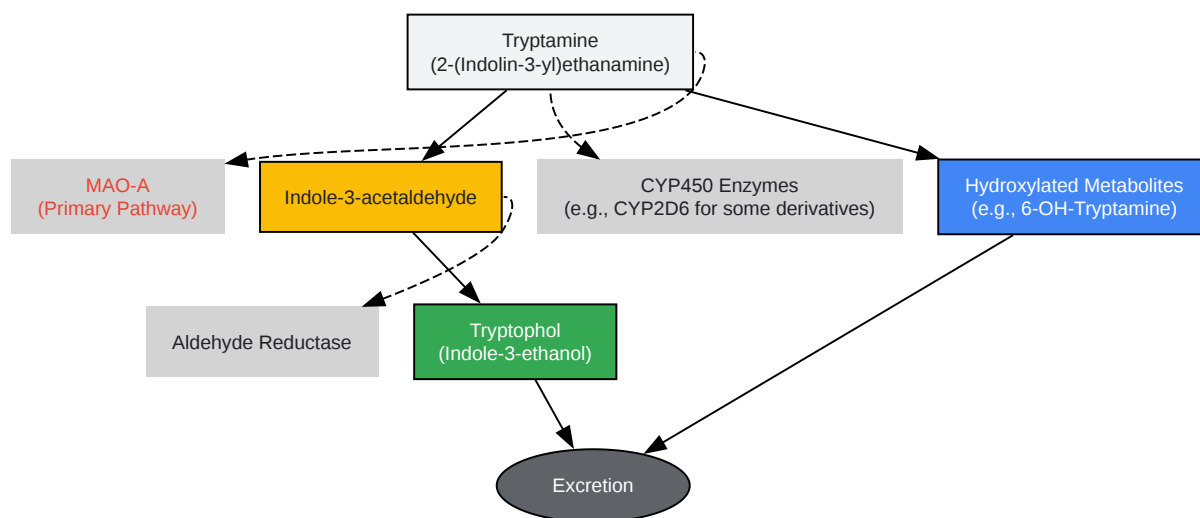 Tryptamine
(2-(Indolin-3-yl)ethanamine)
MAO-A
(Primary Pathway)
Indole-3-acetaldehyde
CYP450 Enzymes
(e.g., CYP2D6 for some derivatives)
Hydroxylated Metabolites
(e.g., 6-OH-Tryptamine)
Aldehyde Reductase
Tryptophol
(Indole-3-ethanol)
Excretion